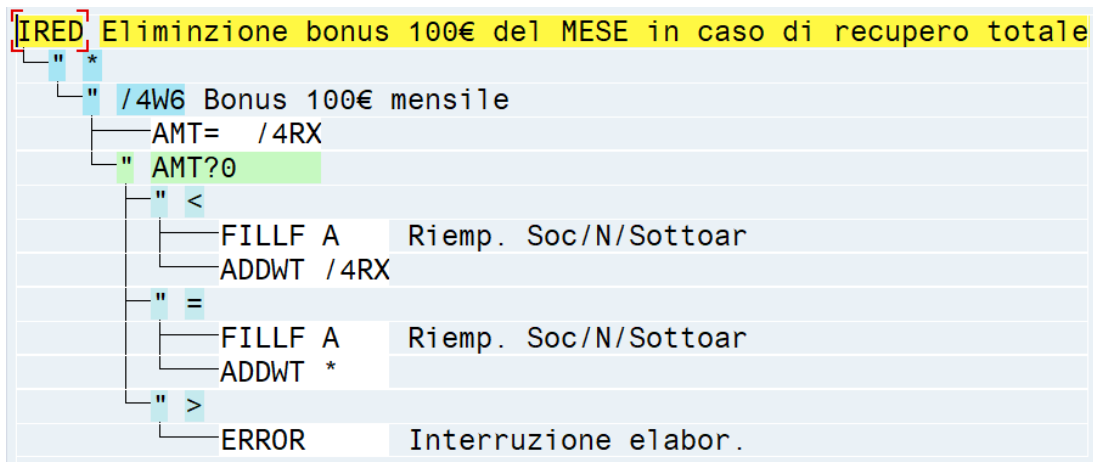 IRED Eliminzione bonus 100€ del MESE in caso di recupero totale
" *
" /4W6 Bonus 100€ mensile
AMT= /4RX
" AMT?0
" <
FILLF A Riemp. Soc/N/Sottoar
ADDWT /4RX
" =
FILLF A Riemp. Soc/N/Sottoar
ADDWT *
" >
ERROR Interruzione elabor.